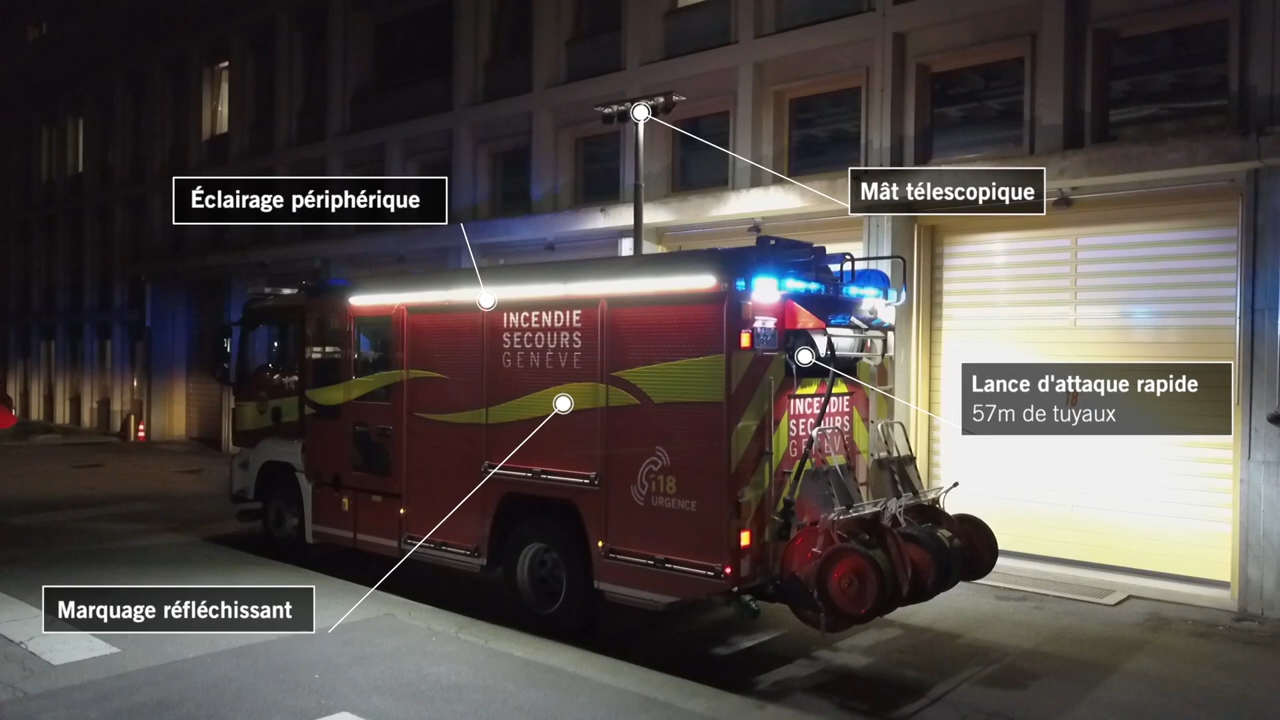 Éclairage périphérique
Mât télescopique
INCENDIE
SECOURS
GENÈVE
Lance d'attaque rapide
57m de tuyaux
INCENDIE
SECOURS
GENÈVE
118
URGENCE
Marquage réfléchissant